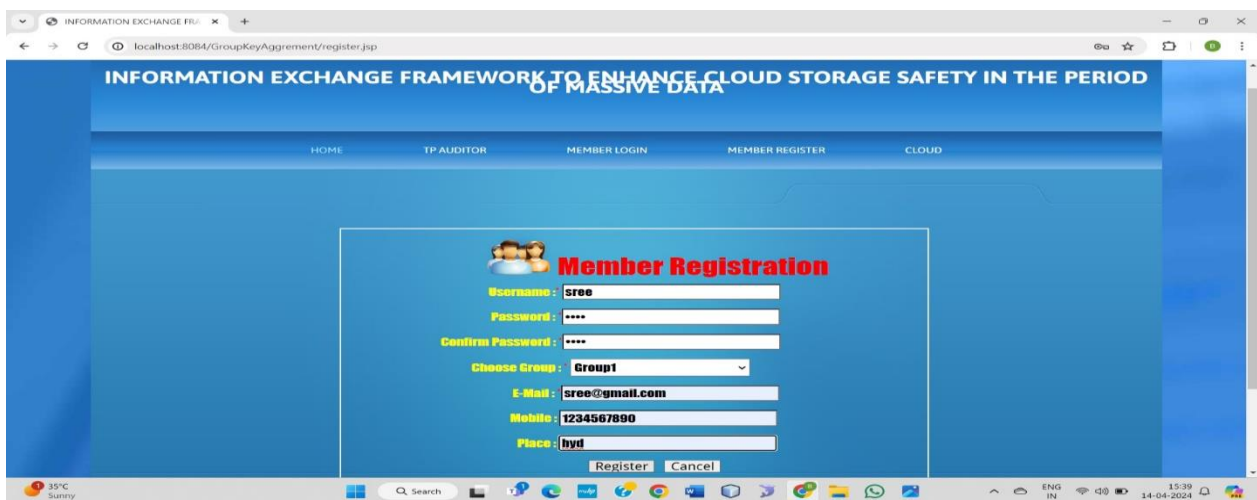 INFORMATION EXCHANGE FRA
localhost:8084/GroupKeyAggrement/register.jsp
INFORMATION EXCHANGE FRAMEWORK TO ENHANCE CLOUD STORAGE SAFETY IN THE PERIOD
OF MASSIVE DATA
HOME TP AUDITOR MEMBER LOGIN MEMBER REGISTER CLOUD
Member Registration
Username : * sree
Password : * ••••
Confirm Password : * ••••
Choose Group : * Group1
E-Mail : * sree@gmail.com
Mobile : * 1234567890
Place : hyd
Register Cancel
1 35°C ENG 15:39
Sunny Search IN 14-04-2024